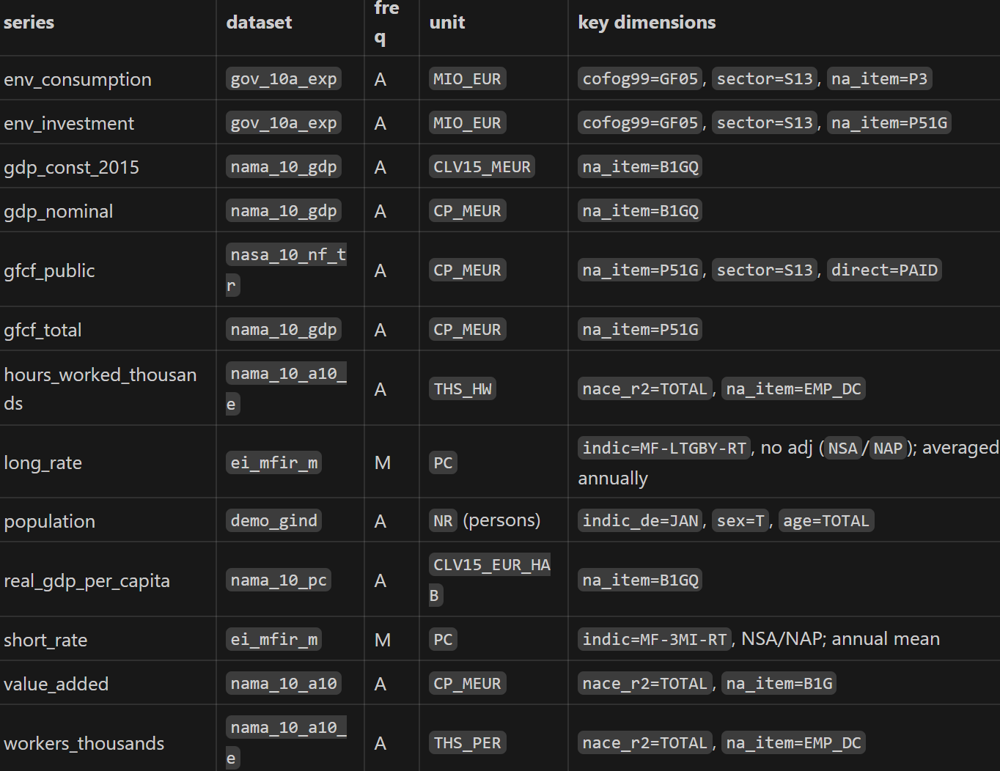 series dataset freq unit key dimensions
env_consumption gov_10a_exp A MIO_EUR cofog99=GF05, sector=S13, na_item=P3
env_investment gov_10a_exp A MIO_EUR cofog99=GF05, sector=S13, na_item=P51G
gdp_const_2015 nama_10_gdp A CLV15_MEUR na_item=B1GQ
gdp_nominal nama_10_gdp A CP_MEUR na_item=B1GQ
gfcf_public nasa_10_nf_tr A CP_MEUR na_item=P51G, sector=S13, direct=PAID
gfcf_total nama_10_gdp A CP_MEUR na_item=P51G
hours_worked_thousands nama_10_a10_e A THS_HW nace_r2=TOTAL, na_item=EMP_DC
long_rate ei_mfir_m M PC indic=MF-LTGBY-RT, no adj (NSA/NAP); averaged annually
population demo_gind A NR (persons) indic_de=JAN, sex=T, age=TOTAL
real_gdp_per_capita nama_10_pc A CLV15_EUR_HAB na_item=B1GQ
short_rate ei_mfir_m M PC indic=MF-3MI-RT, NSA/NAP; annual mean
value_added nama_10_a10 A CP_MEUR nace_r2=TOTAL, na_item=B1G
workers_thousands nama_10_a10_e A THS_PER nace_r2=TOTAL, na_item=EMP_DC